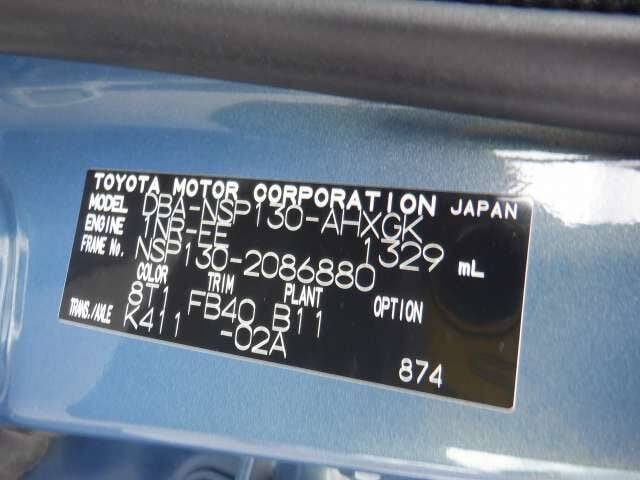 TOYOTA MOTOR CORPORATION JAPAN
MODEL DBA-NSP130-AHXGK
ENGINE 1NR-EE 1329 mL
FRAME No. NSP130-2086880
COLOR TRIM PLANT OPTION
8T1 FB40 B11
TRANS./AXLE K411 -02A
874